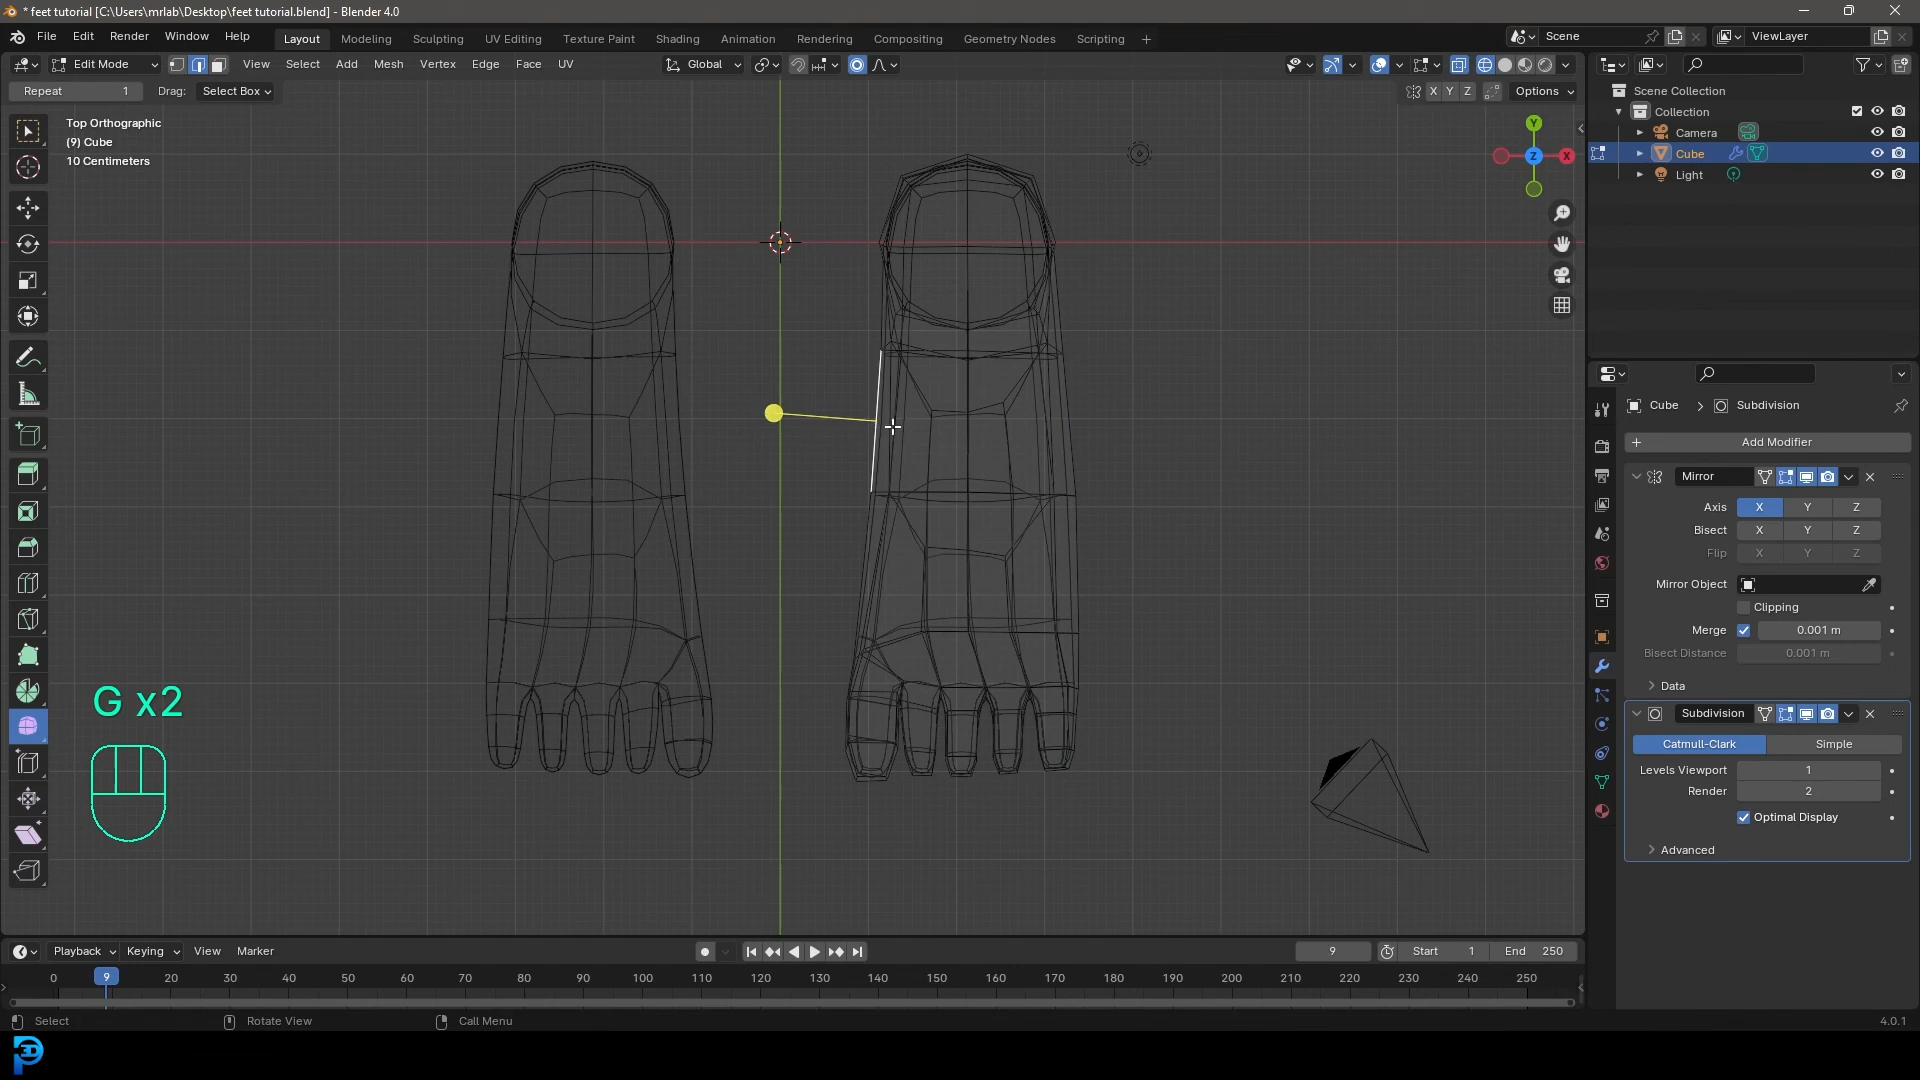 * feet tutorial [C:\Users\mrlab\Desktop\feet tutorial.blend] - Blender 4.0
File Edit Render Window Help Layout Modeling Sculpting UV Editing Texture Paint Shading Animation Rendering Compositing Geometry Nodes Scripting + Scene ViewLayer
Edit Mode View Select Add Mesh Vertex Edge Face UV Global
Repeat 1 Drag: Select Box X Y Z Options
Top Orthographic
(9) Cube
10 Centimeters
Y
X
Z
G x2
Scene Collection
Collection
Camera
Cube
Light
Cube > Subdivision
+ Add Modifier
Mirror
Axis X Y Z
Bisect X Y Z
Flip X Y Z
Mirror Object
Clipping
Merge 0.001 m
Bisect Distance 0.001 m
Data
Subdivision
Catmull-Clark Simple
Levels Viewport 1
Render 2
Optimal Display
Advanced
Playback Keying View Marker 9 Start 1 End 250
0 9 20 30 40 50 60 70 80 90 100 110 120 130 140 150 160 170 180 190 200 210 220 230 240 250
Select Rotate View Call Menu 4.0.1
3D